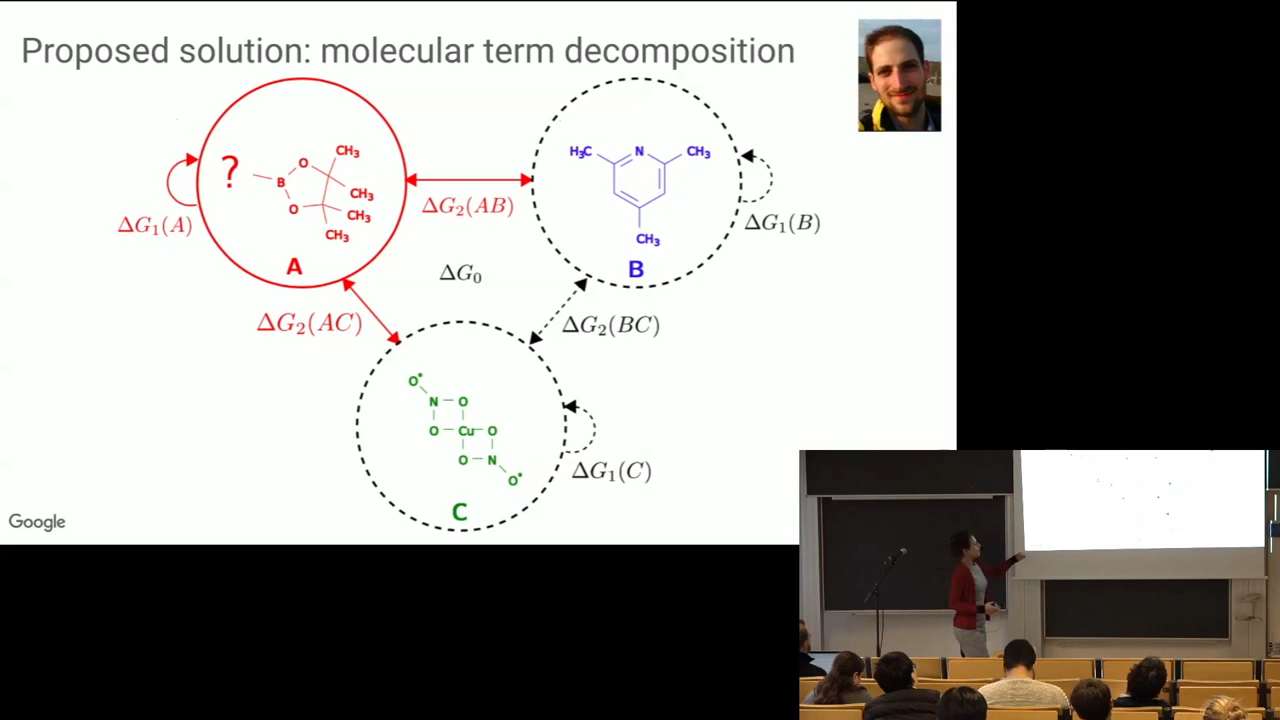 Proposed solution: molecular term decomposition
?
B
O
O
CH₃
CH₃
CH₃
CH₃
A
ΔG₁(A)
ΔG₂(AB)
H₃C
N
CH₃
CH₃
B
ΔG₁(B)
ΔG₀
ΔG₂(AC)
ΔG₂(BC)
O•
N — O
O — Cu — O
O — N
O•
C
ΔG₁(C)
Google